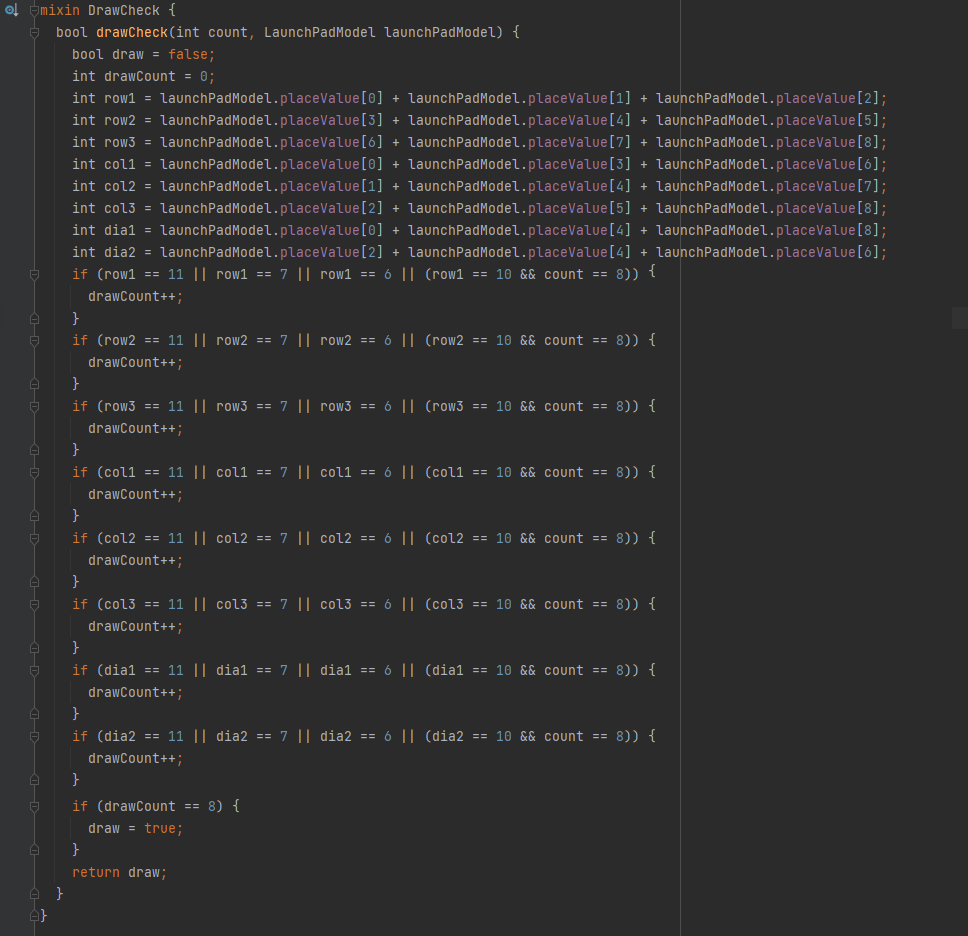 mixin DrawCheck {
  bool drawCheck(int count, LaunchPadModel launchPadModel) {
    bool draw = false;
    int drawCount = 0;
    int row1 = launchPadModel.placeValue[0] + launchPadModel.placeValue[1] + launchPadModel.placeValue[2];
    int row2 = launchPadModel.placeValue[3] + launchPadModel.placeValue[4] + launchPadModel.placeValue[5];
    int row3 = launchPadModel.placeValue[6] + launchPadModel.placeValue[7] + launchPadModel.placeValue[8];
    int col1 = launchPadModel.placeValue[0] + launchPadModel.placeValue[3] + launchPadModel.placeValue[6];
    int col2 = launchPadModel.placeValue[1] + launchPadModel.placeValue[4] + launchPadModel.placeValue[7];
    int col3 = launchPadModel.placeValue[2] + launchPadModel.placeValue[5] + launchPadModel.placeValue[8];
    int dia1 = launchPadModel.placeValue[0] + launchPadModel.placeValue[4] + launchPadModel.placeValue[8];
    int dia2 = launchPadModel.placeValue[2] + launchPadModel.placeValue[4] + launchPadModel.placeValue[6];
    if (row1 == 11 || row1 == 7 || row1 == 6 || (row1 == 10 && count == 8)) {
      drawCount++;
    }
    if (row2 == 11 || row2 == 7 || row2 == 6 || (row2 == 10 && count == 8)) {
      drawCount++;
    }
    if (row3 == 11 || row3 == 7 || row3 == 6 || (row3 == 10 && count == 8)) {
      drawCount++;
    }
    if (col1 == 11 || col1 == 7 || col1 == 6 || (col1 == 10 && count == 8)) {
      drawCount++;
    }
    if (col2 == 11 || col2 == 7 || col2 == 6 || (col2 == 10 && count == 8)) {
      drawCount++;
    }
    if (col3 == 11 || col3 == 7 || col3 == 6 || (col3 == 10 && count == 8)) {
      drawCount++;
    }
    if (dia1 == 11 || dia1 == 7 || dia1 == 6 || (dia1 == 10 && count == 8)) {
      drawCount++;
    }
    if (dia2 == 11 || dia2 == 7 || dia2 == 6 || (dia2 == 10 && count == 8)) {
      drawCount++;
    }
    if (drawCount == 8) {
      draw = true;
    }
    return draw;
  }
}